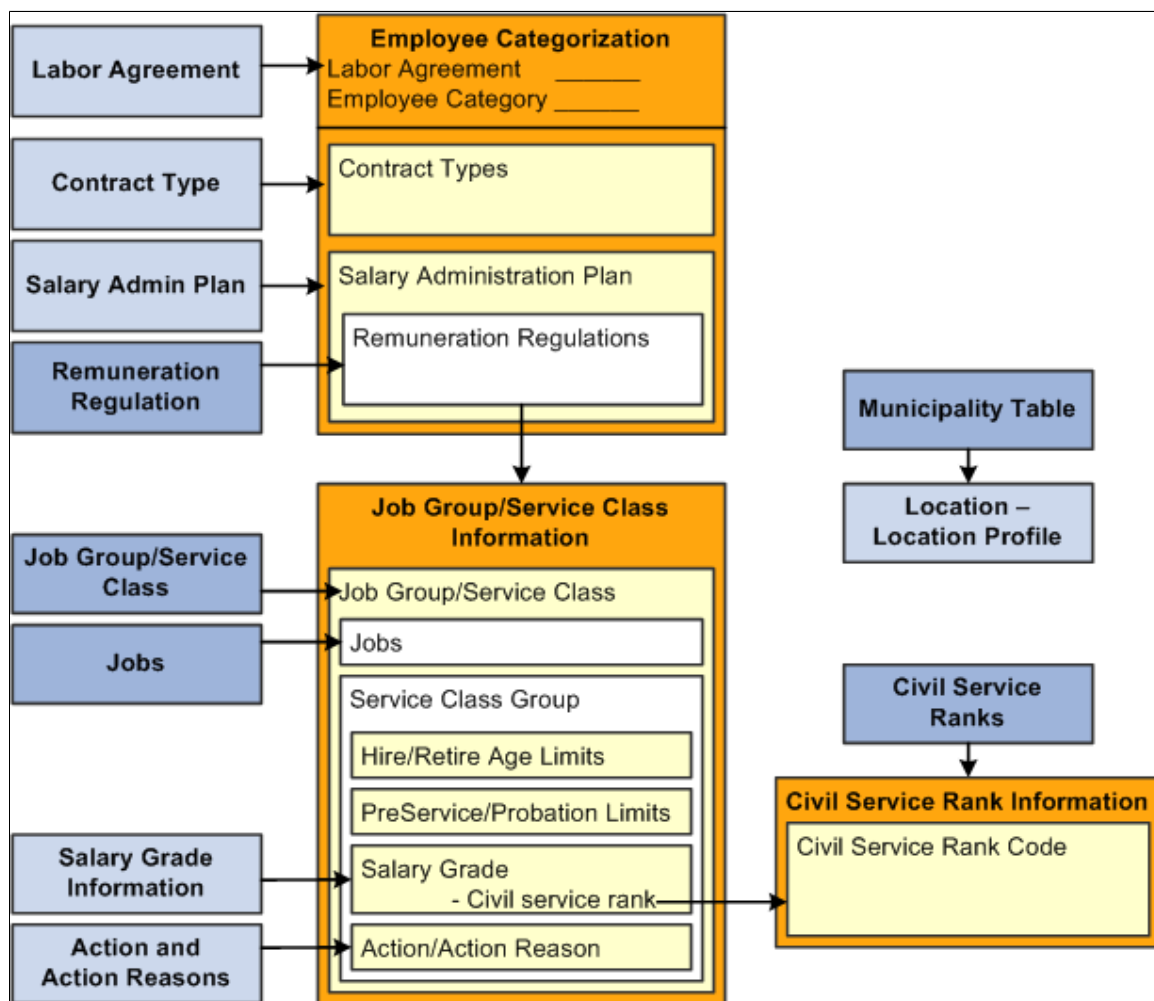 Labor Agreement
Employee Categorization
Labor Agreement ______
Employee Category ______
Contract Type
Contract Types
Salary Admin Plan
Salary Administration Plan
Remuneration
Regulation
Remuneration Regulations
Municipality Table
Location –
Location Profile
Job Group/Service Class
Information
Job Group/Service
Class
Job Group/Service Class
Jobs
Jobs
Service Class Group
Hire/Retire Age Limits
PreService/Probation Limits
Salary Grade
Information
Salary Grade
- Civil service rank
Action and
Action Reasons
Action/Action Reason
Civil Service
Ranks
Civil Service Rank Information
Civil Service Rank Code